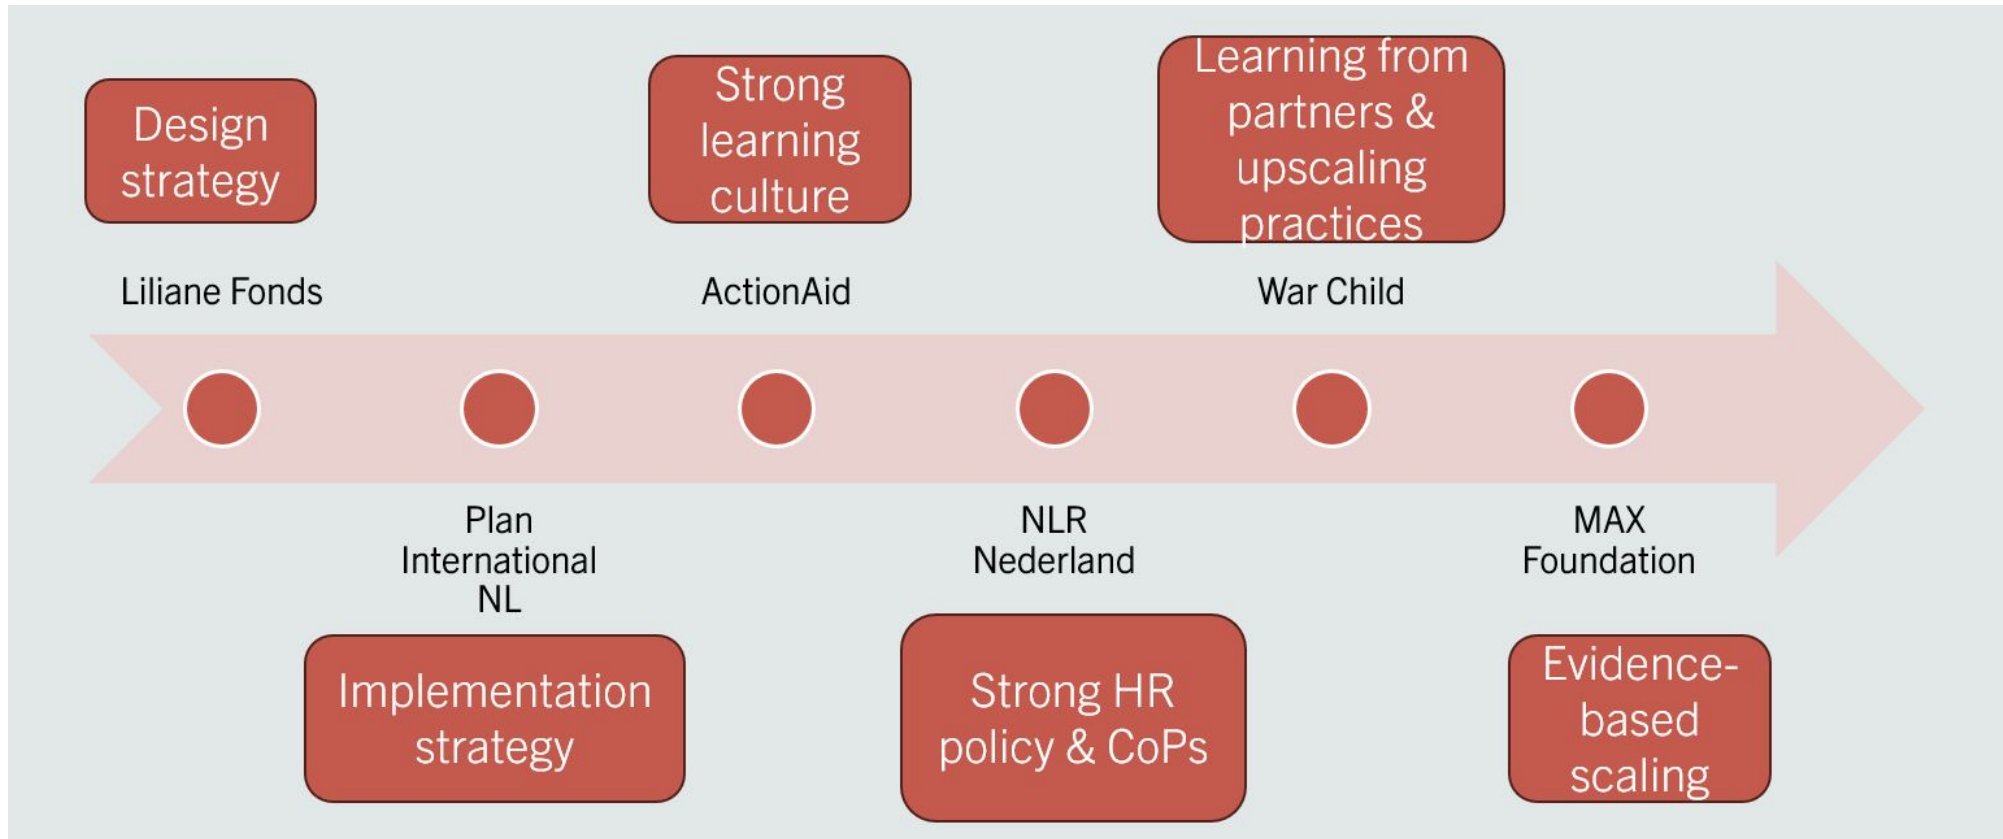 Design
strategy
Liliane Fonds
Strong
learning
culture
ActionAid
Learning from
partners &
upscaling
practices
War Child
Plan
International
NL
Implementation
strategy
NLR
Nederland
Strong HR
policy & CoPs
MAX
Foundation
Evidence-
based
scaling